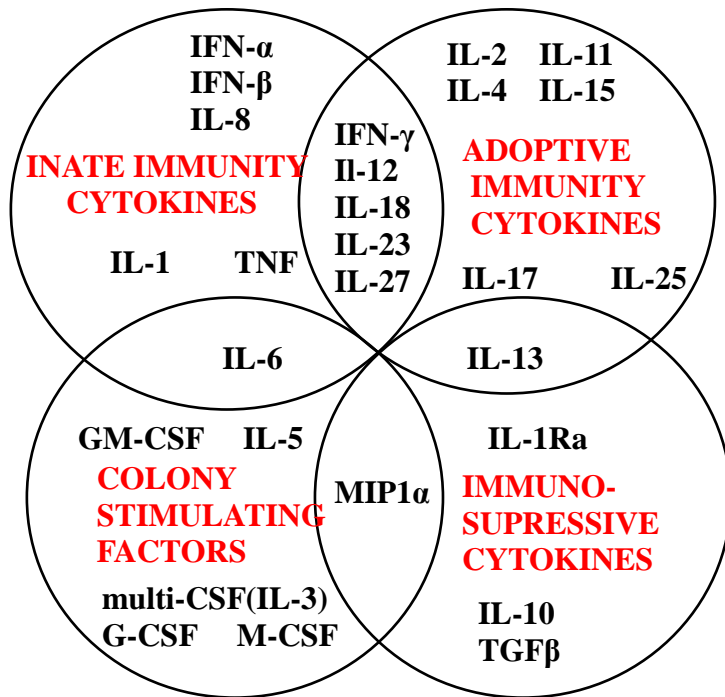 IFN-α
IFN-β
IL-8
INATE IMMUNITY
CYTOKINES
IL-1 TNF
IFN-γ
Il-12
IL-18
IL-23
IL-27
IL-2 IL-11
IL-4 IL-15
ADOPTIVE
IMMUNITY
CYTOKINES
IL-17 IL-25
IL-6
IL-13
GM-CSF IL-5
COLONY
STIMULATING
FACTORS
multi-CSF(IL-3)
G-CSF M-CSF
MIP1α
IL-1Ra
IMMUNO-
SUPRESSIVE
CYTOKINES
IL-10
TGFβ